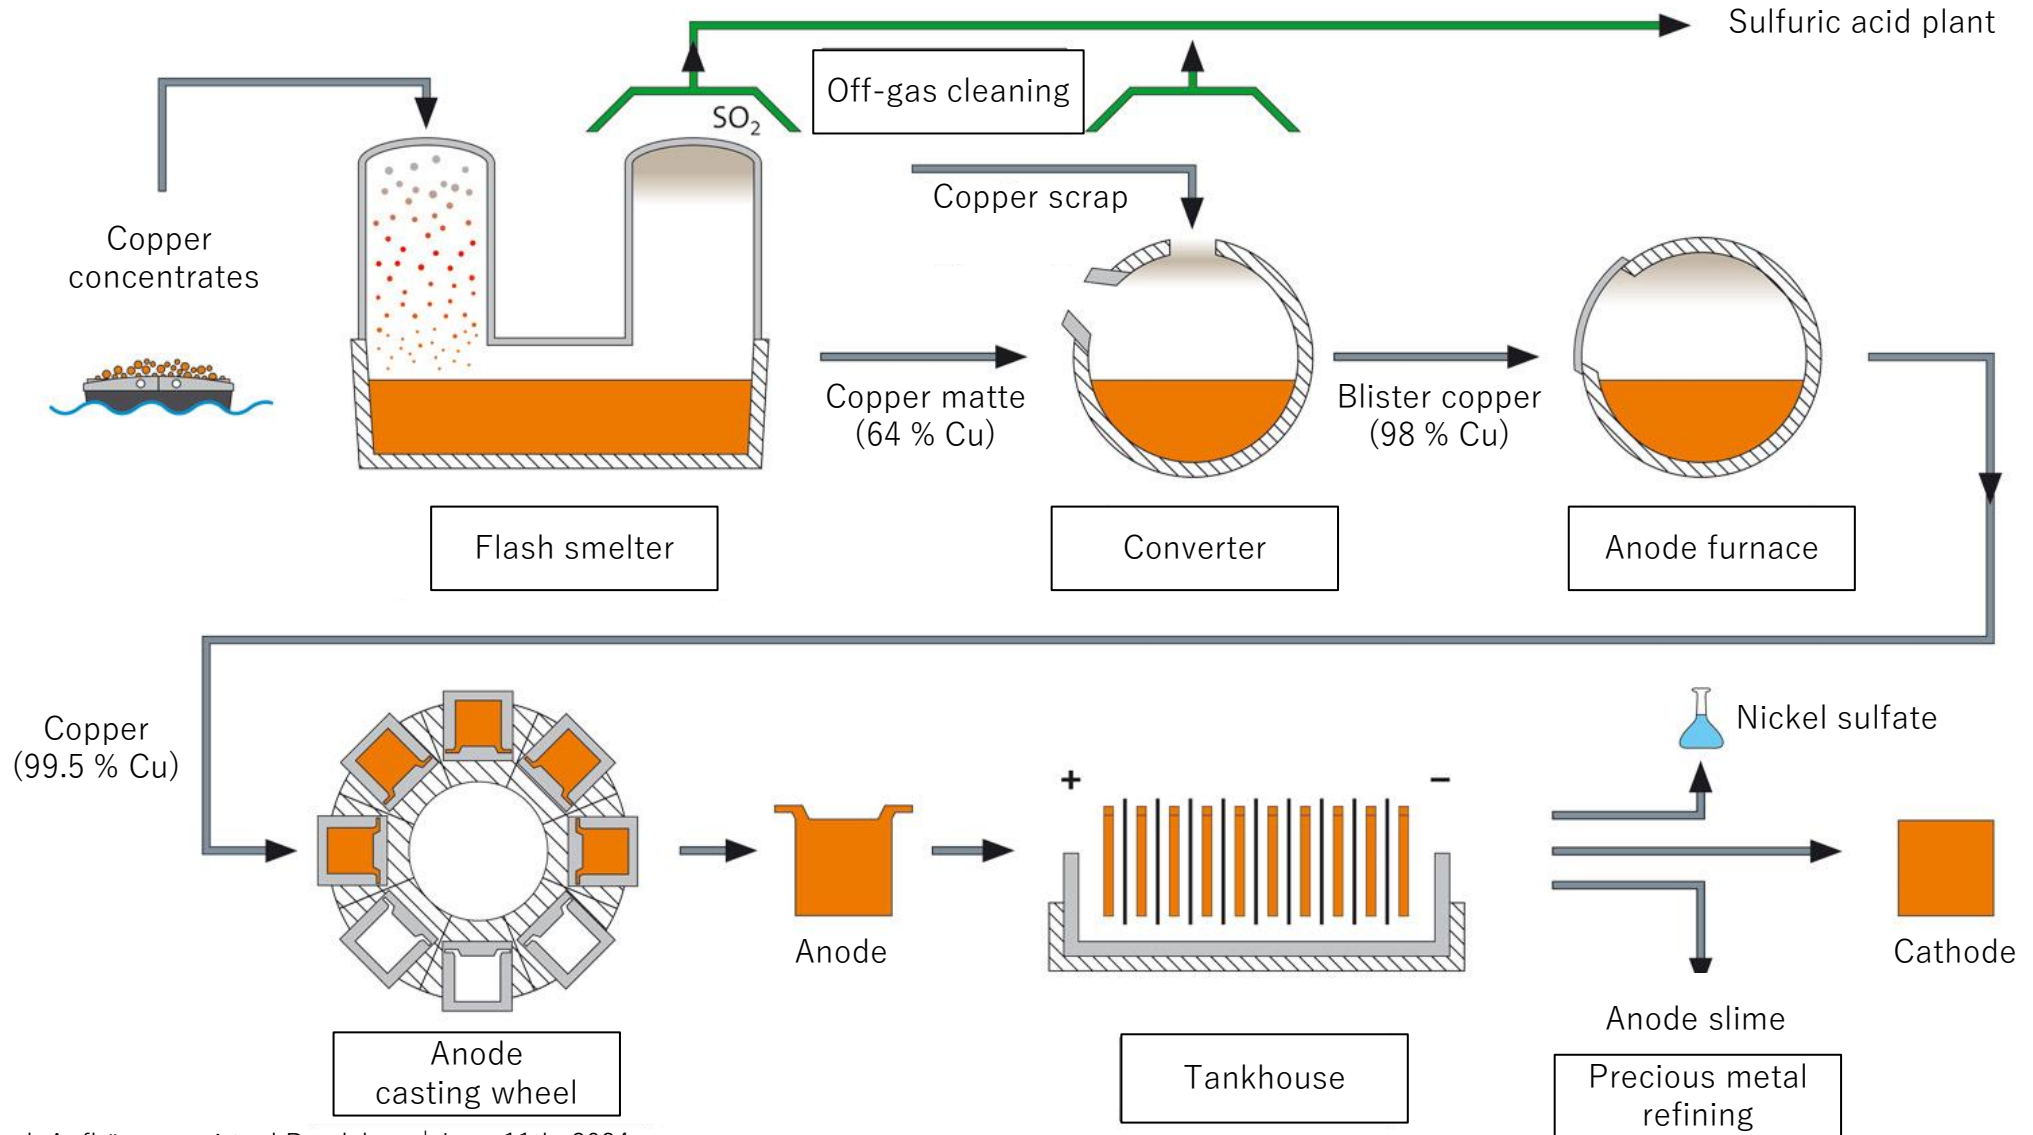 Sulfuric acid plant
Off-gas cleaning
SO₂
Copper scrap
Copper
concentrates
Copper matte
(64 % Cu)
Blister copper
(98 % Cu)
Flash smelter
Converter
Anode furnace
Copper
(99.5 % Cu)
Nickel sulfate
+
−
Anode
Cathode
Anode slime
Anode
casting wheel
Tankhouse
Precious metal
refining